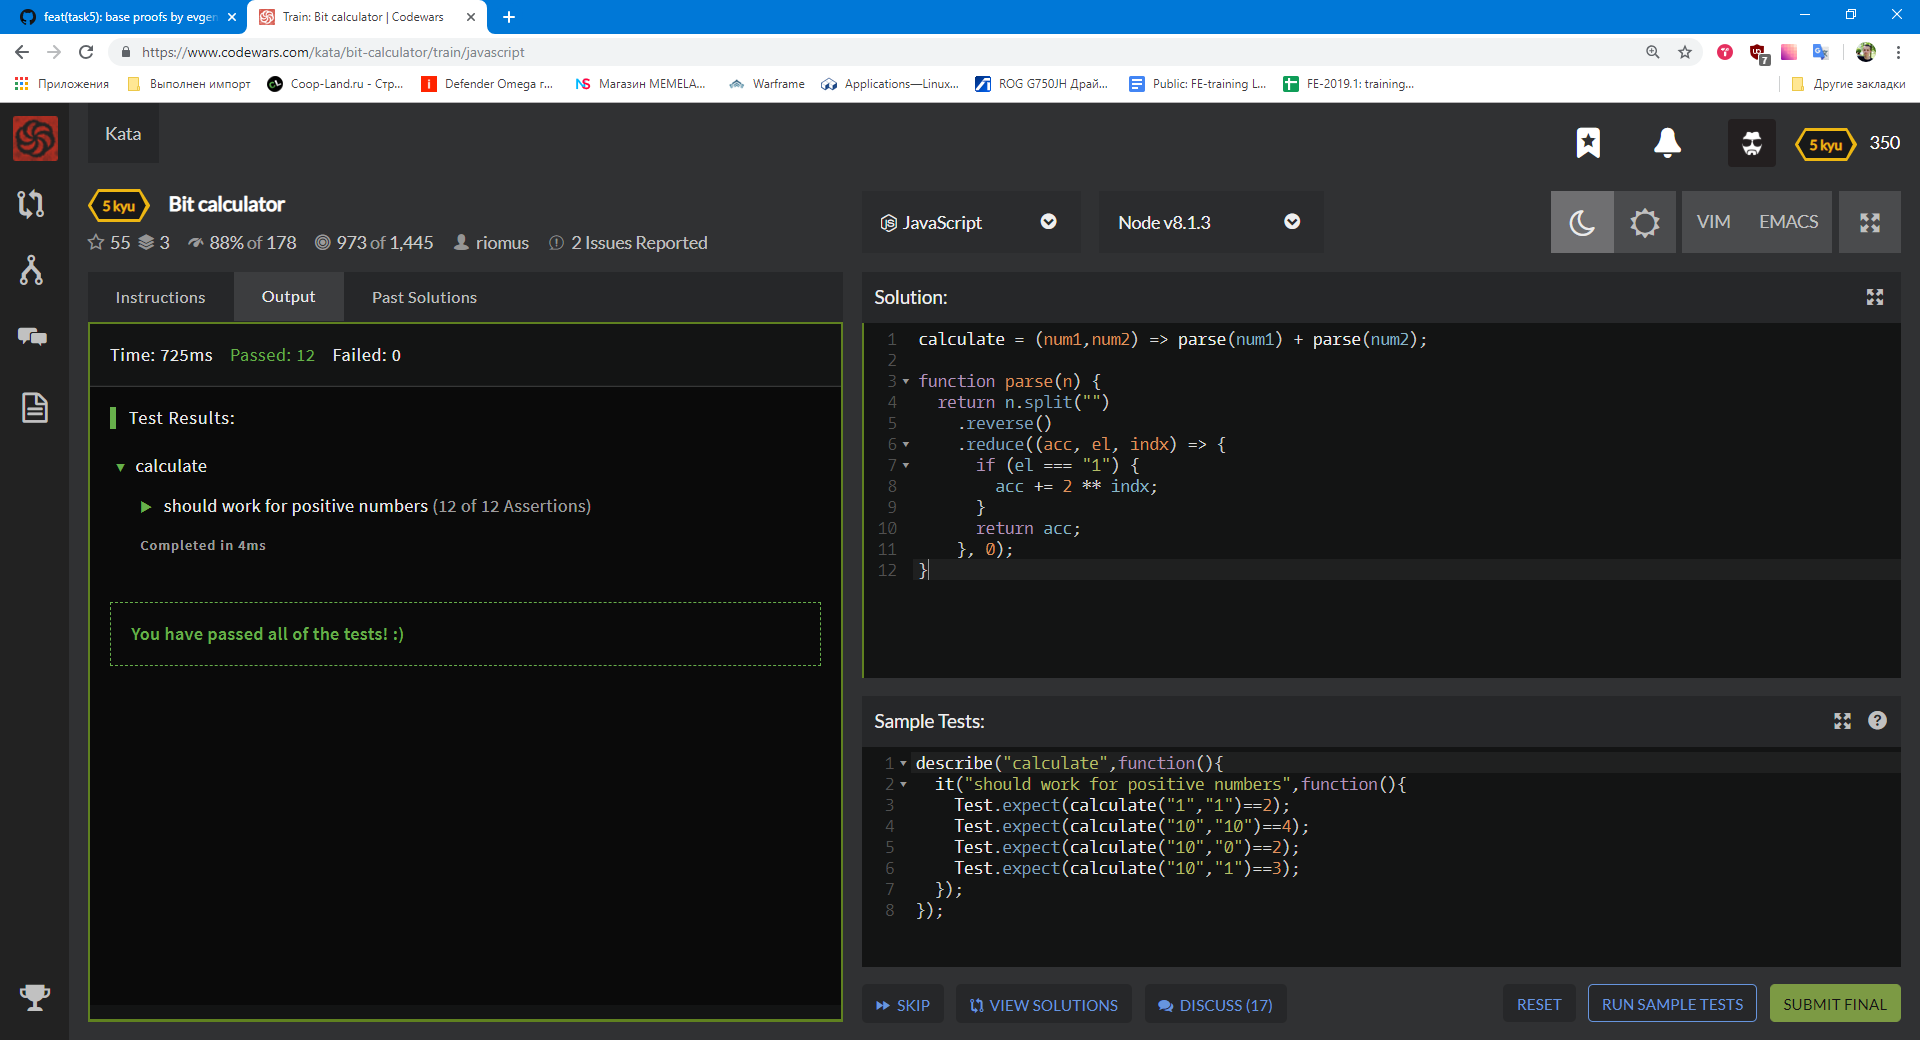 feat(task5): base proofs by evgen
Train: Bit calculator | Codewars
https://www.codewars.com/kata/bit-calculator/train/javascript
7
Приложения
Выполнен импорт
Coop-Land.ru - Стр...
Defender Omega r...
NS Магазин MEMELA...
Warframe
Applications—Linux...
ROG G750JH Драй...
Public: FE-training L...
FE-2019.1: training...
Другие закладки
Kata
5 kyu
350
5 kyu
Bit calculator
55 3 88% of 178 973 of 1,445 riomus 2 Issues Reported
JavaScript
Node v8.1.3
VIM
EMACS
Instructions
Output
Past Solutions
Time: 725ms Passed: 12 Failed: 0
Test Results:
calculate
should work for positive numbers (12 of 12 Assertions)
Completed in 4ms
You have passed all of the tests! :)
Solution:
1 calculate = (num1,num2) => parse(num1) + parse(num2);
2
3 function parse(n) {
4 return n.split("")
5 .reverse()
6 .reduce((acc, el, indx) => {
7 if (el === "1") {
8 acc += 2 ** indx;
9 }
10 return acc;
11 }, 0);
12 }
Sample Tests:
1 describe("calculate",function(){
2 it("should work for positive numbers",function(){
3 Test.expect(calculate("1","1")==2);
4 Test.expect(calculate("10","10")==4);
5 Test.expect(calculate("10","0")==2);
6 Test.expect(calculate("10","1")==3);
7 });
8 });
SKIP
VIEW SOLUTIONS
DISCUSS (17)
RESET
RUN SAMPLE TESTS
SUBMIT FINAL